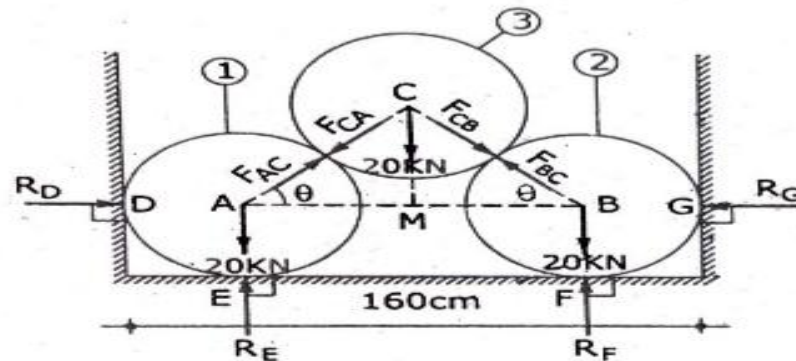 3
1
2
C
F_CA
F_CB
20KN
F_AC
F_BC
R_D
D
A
θ
M
θ
B
G
R_G
20KN
20KN
E
160cm
F
R_E
R_F